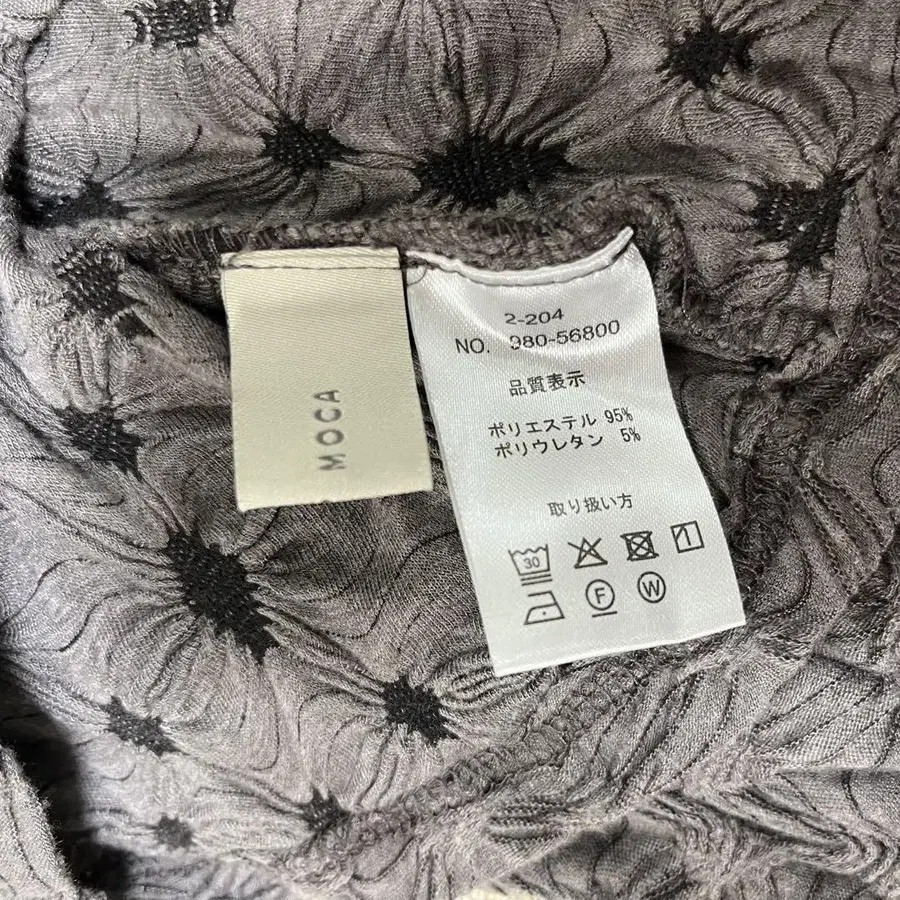 MOCA
2-204
NO. 980-56800
品質表示
ポリエステル 95%
ポリウレタン 5%
取り扱い方
30
F W